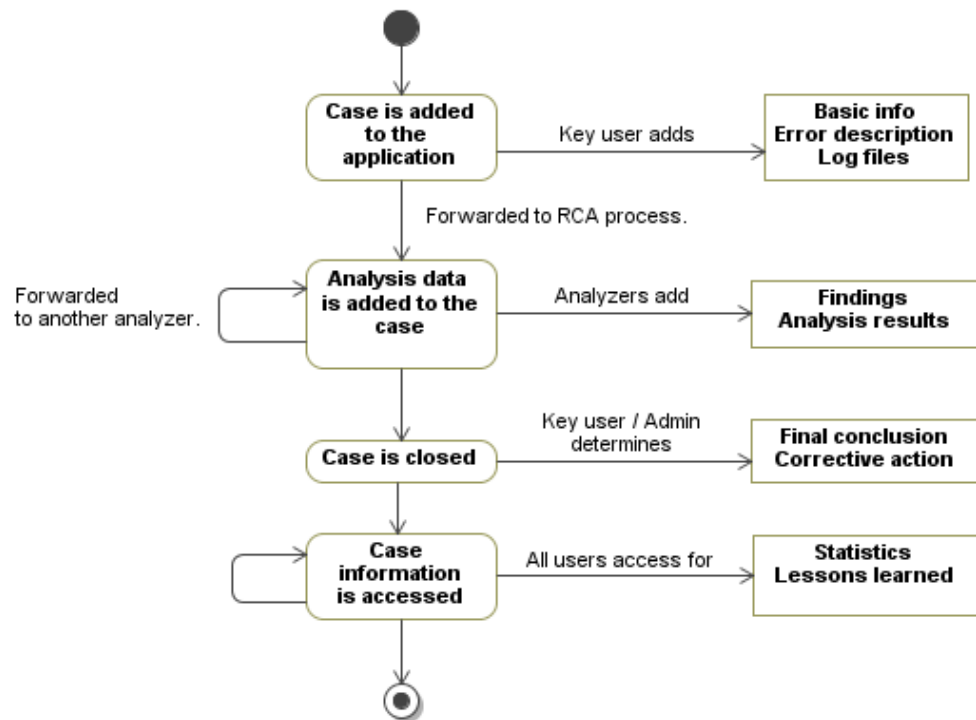 Case is added
to the
application
Key user adds
Basic info
Error description
Log files
Forwarded to RCA process.
Forwarded
to another analyzer.
Analysis data
is added to the
case
Analyzers add
Findings
Analysis results
Case is closed
Key user / Admin
determines
Final conclusion
Corrective action
Case
information
is accessed
All users access for
Statistics
Lessons learned